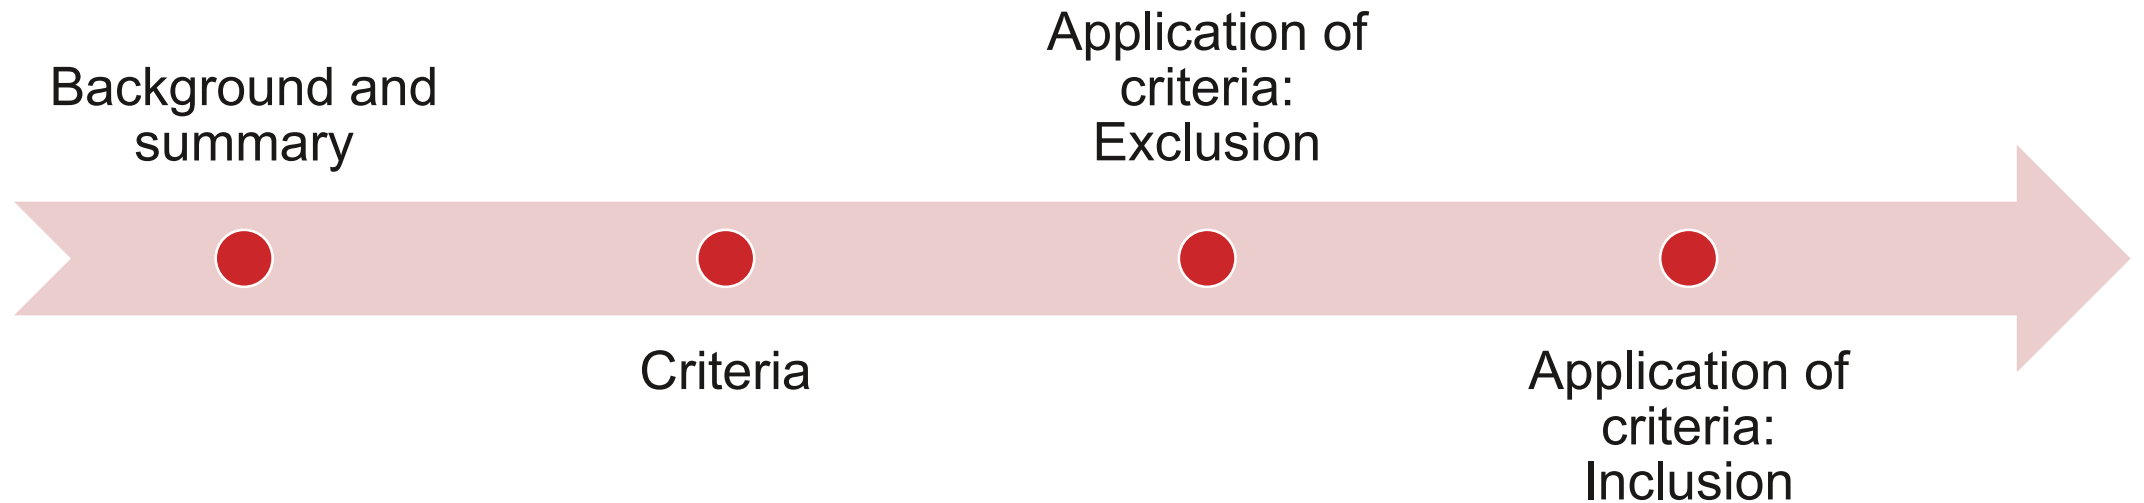 Background and
summary
Criteria
Application of
criteria:
Exclusion
Application of
criteria:
Inclusion